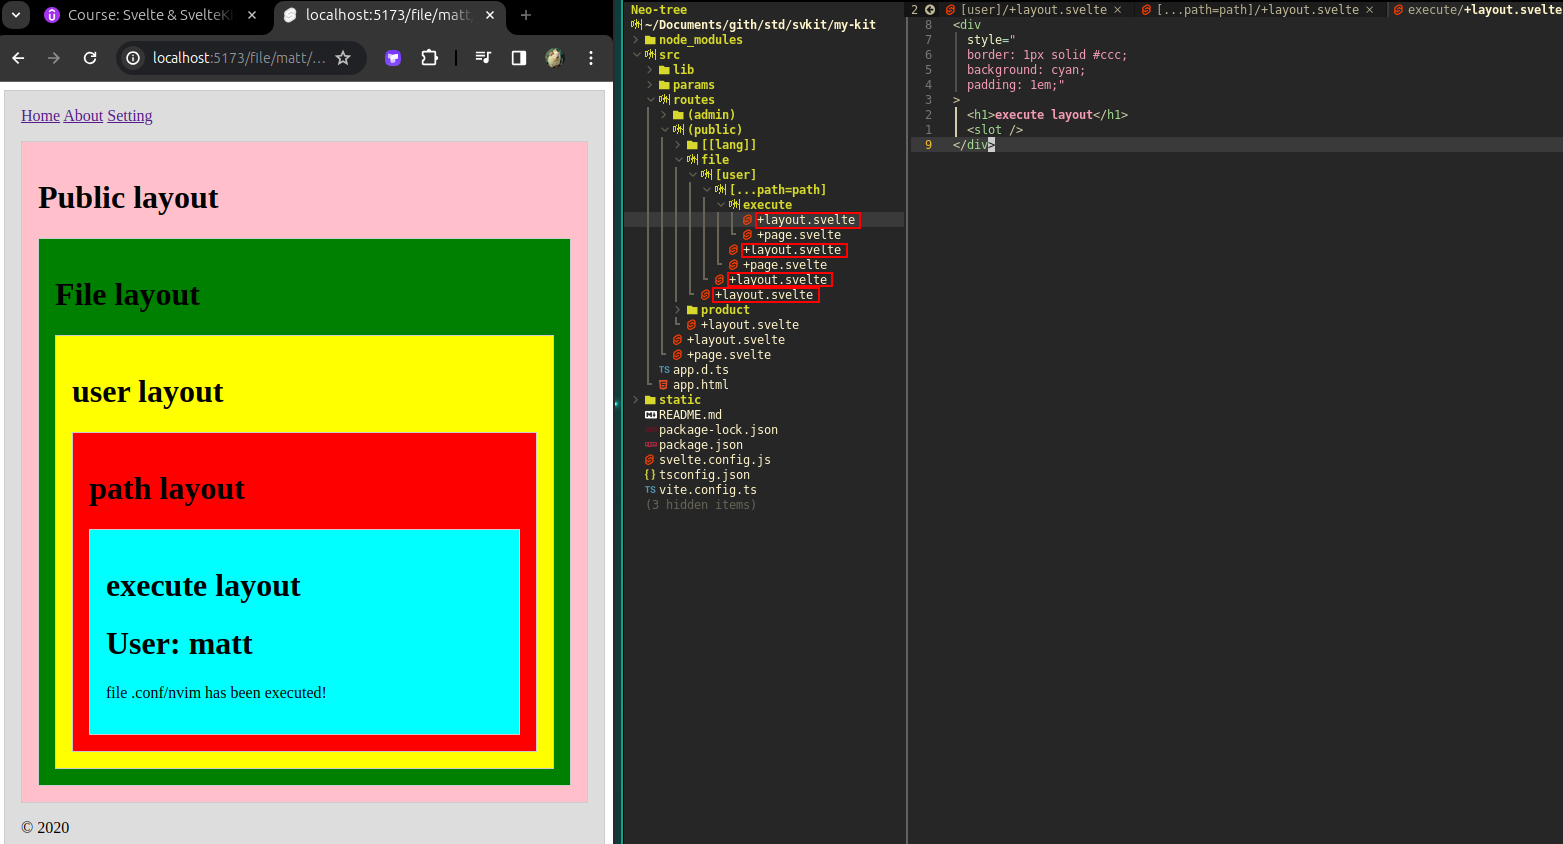 Course: Svelte & SvelteKi
localhost:5173/file/matt
localhost:5173/file/matt/...
Home About Setting
Public layout
File layout
user layout
path layout
execute layout
User: matt
file .conf/nvim has been executed!
© 2020
Neo-tree
~/Documents/gith/std/svkit/my-kit
node_modules
src
lib
params
routes
(admin)
(public)
[[lang]]
file
[user]
[...path=path]
execute
+layout.svelte
+page.svelte
+layout.svelte
+page.svelte
+layout.svelte
+layout.svelte
product
+layout.svelte
+layout.svelte
+page.svelte
TS app.d.ts
app.html
static
README.md
package-lock.json
package.json
svelte.config.js
{} tsconfig.json
TS vite.config.ts
(3 hidden items)
2 [user]/+layout.svelte × [...path=path]/+layout.svelte × execute/+layout.svelte
8 <div
7 style="
6 border: 1px solid #ccc;
5 background: cyan;
4 padding: 1em;"
3 >
2 <h1>execute layout</h1>
1 <slot />
9 </div>